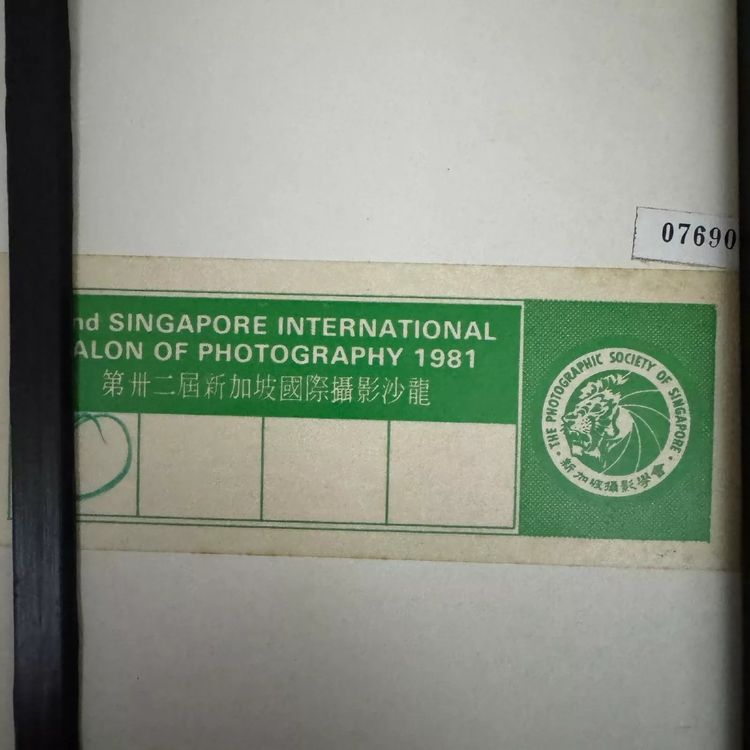 07690
nd SINGAPORE INTERNATIONAL
ALON OF PHOTOGRAPHY 1981
第卅二屆新加坡國際攝影沙龍
THE PHOTOGRAPHIC SOCIETY OF SINGAPORE
新加坡攝影學會